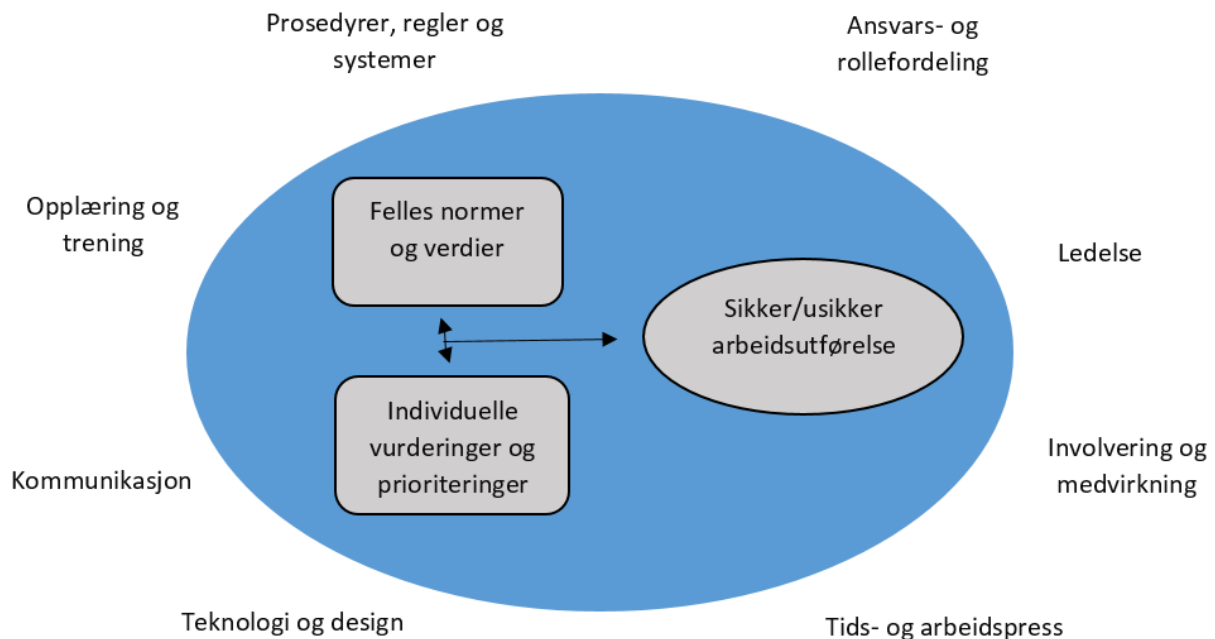 Prosedyrer, regler og
systemer
Ansvars- og
rollefordeling
Opplæring og
trening
Felles normer
og verdier
Ledelse
Sikker/usikker
arbeidsutførelse
Individuelle
vurderinger og
prioriteringer
Kommunikasjon
Involvering og
medvirkning
Teknologi og design
Tids- og arbeidspress